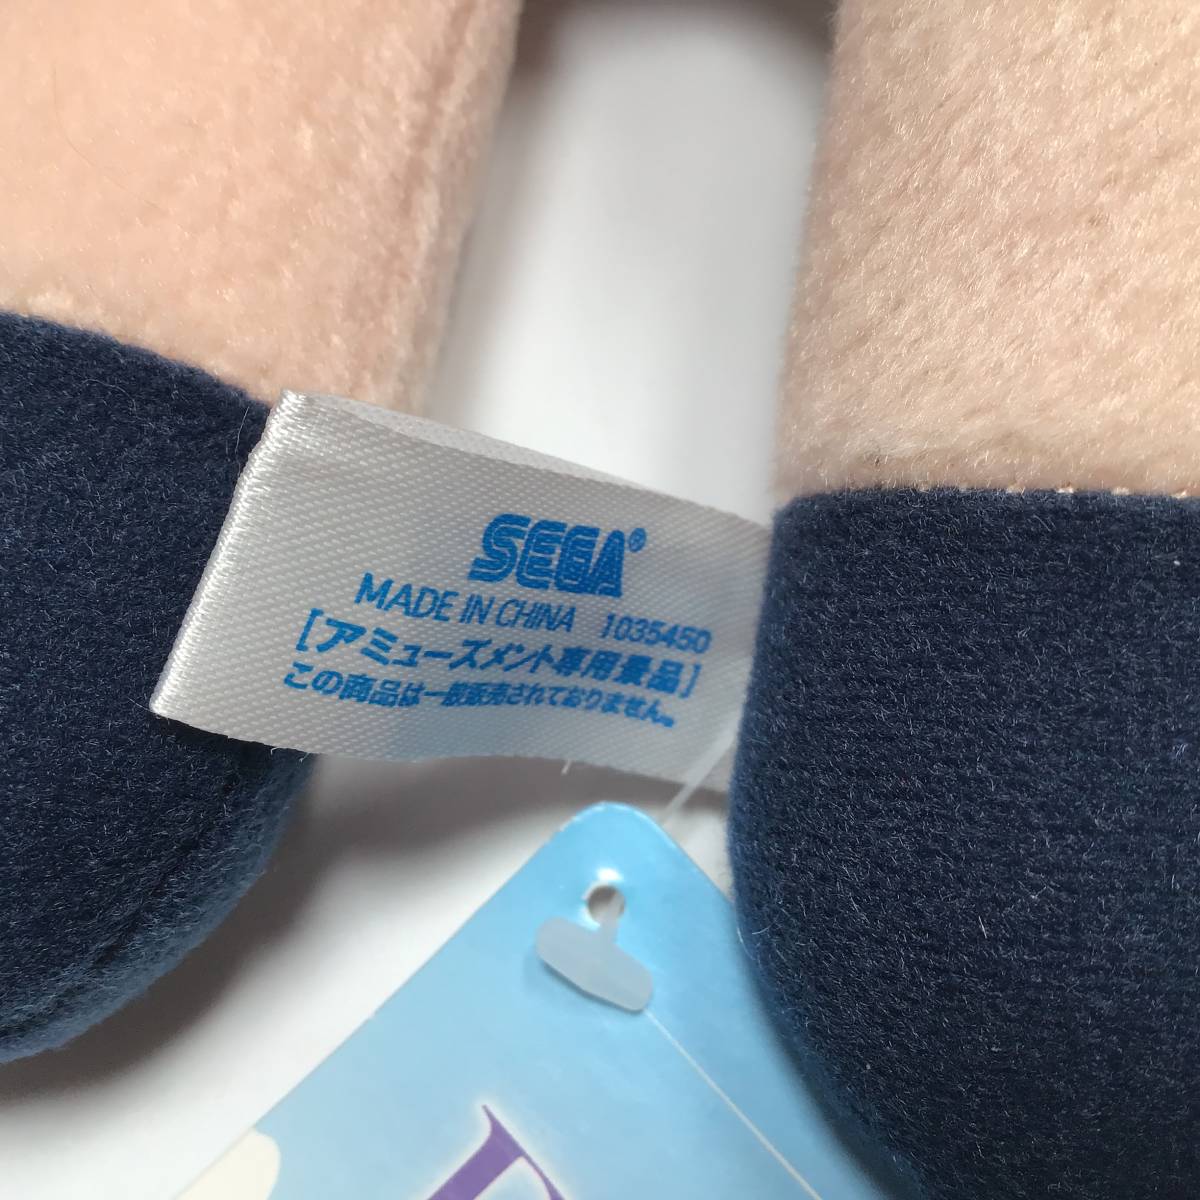 SEGA®
MADE IN CHINA 1035450
[アミューズメント専用景品]
この商品は一般販売されておりません。